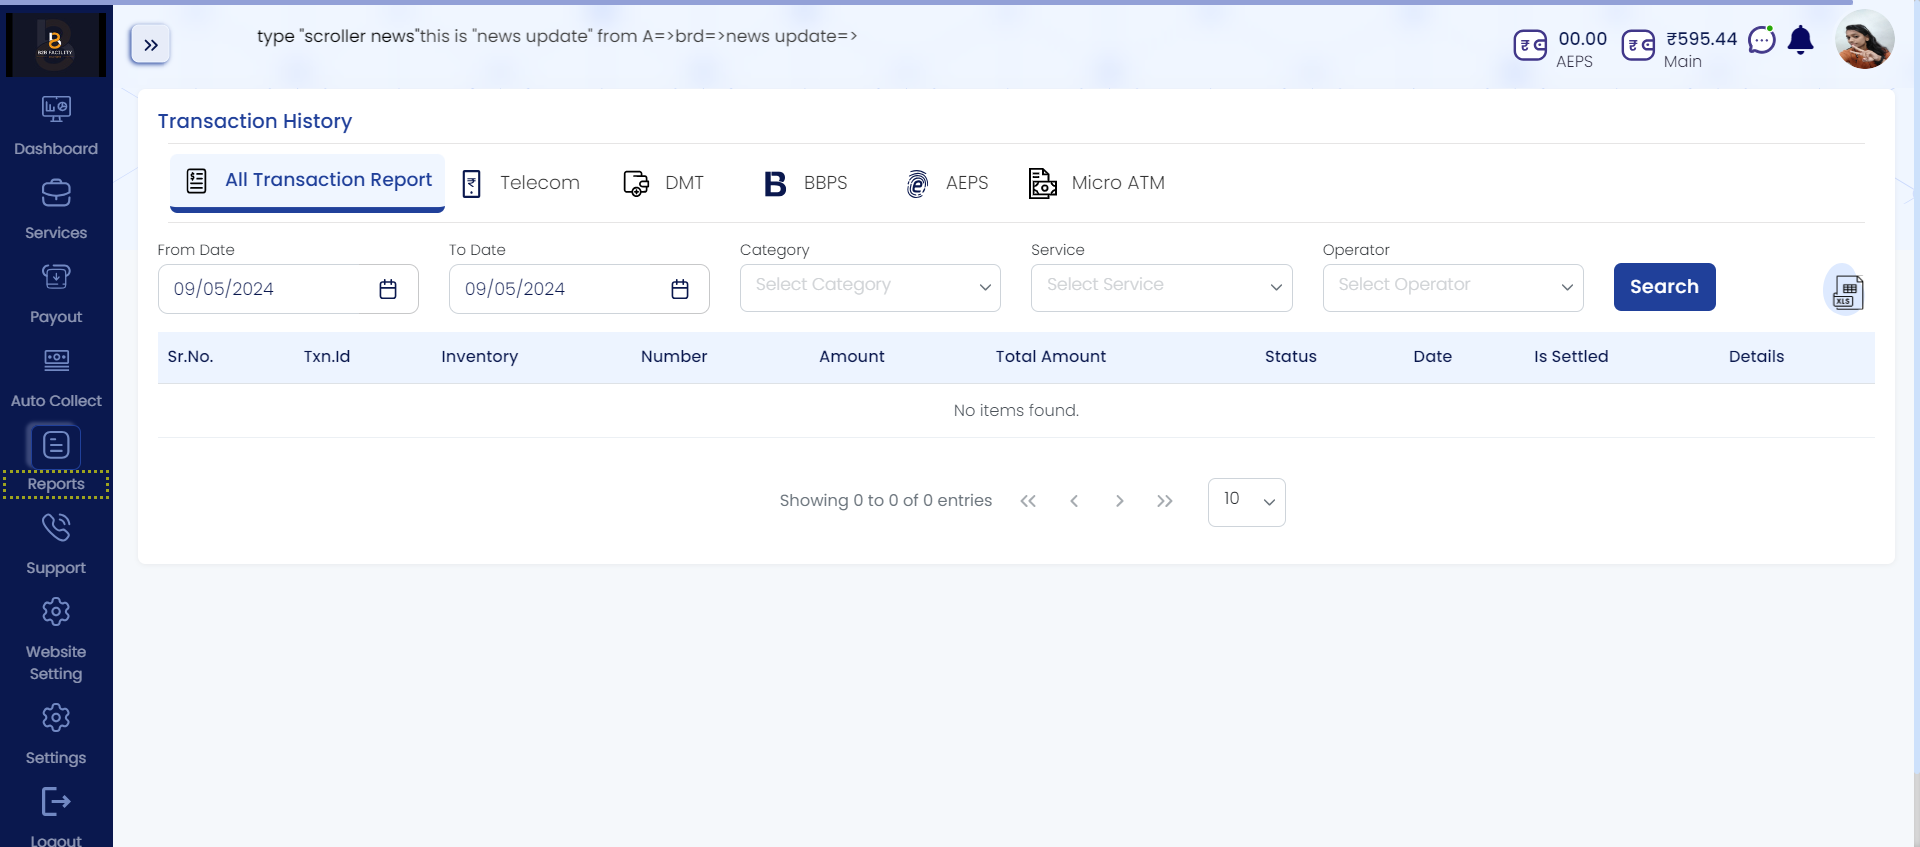 B2B FACILITY
type "scroller news"this is "news update" from A=>brd=>news update=>
00.00
AEPS
₹595.44
Main
Dashboard
Services
Payout
Auto Collect
Reports
Support
Website
Setting
Settings
Logout
Transaction History
All Transaction Report
Telecom
DMT
BBPS
AEPS
Micro ATM
From Date
To Date
Category
Service
Operator
09/05/2024
09/05/2024
Select Category
Select Service
Select Operator
Search
XLS
Sr.No. Txn.Id Inventory Number Amount Total Amount Status Date Is Settled Details
No items found.
Showing 0 to 0 of 0 entries
10